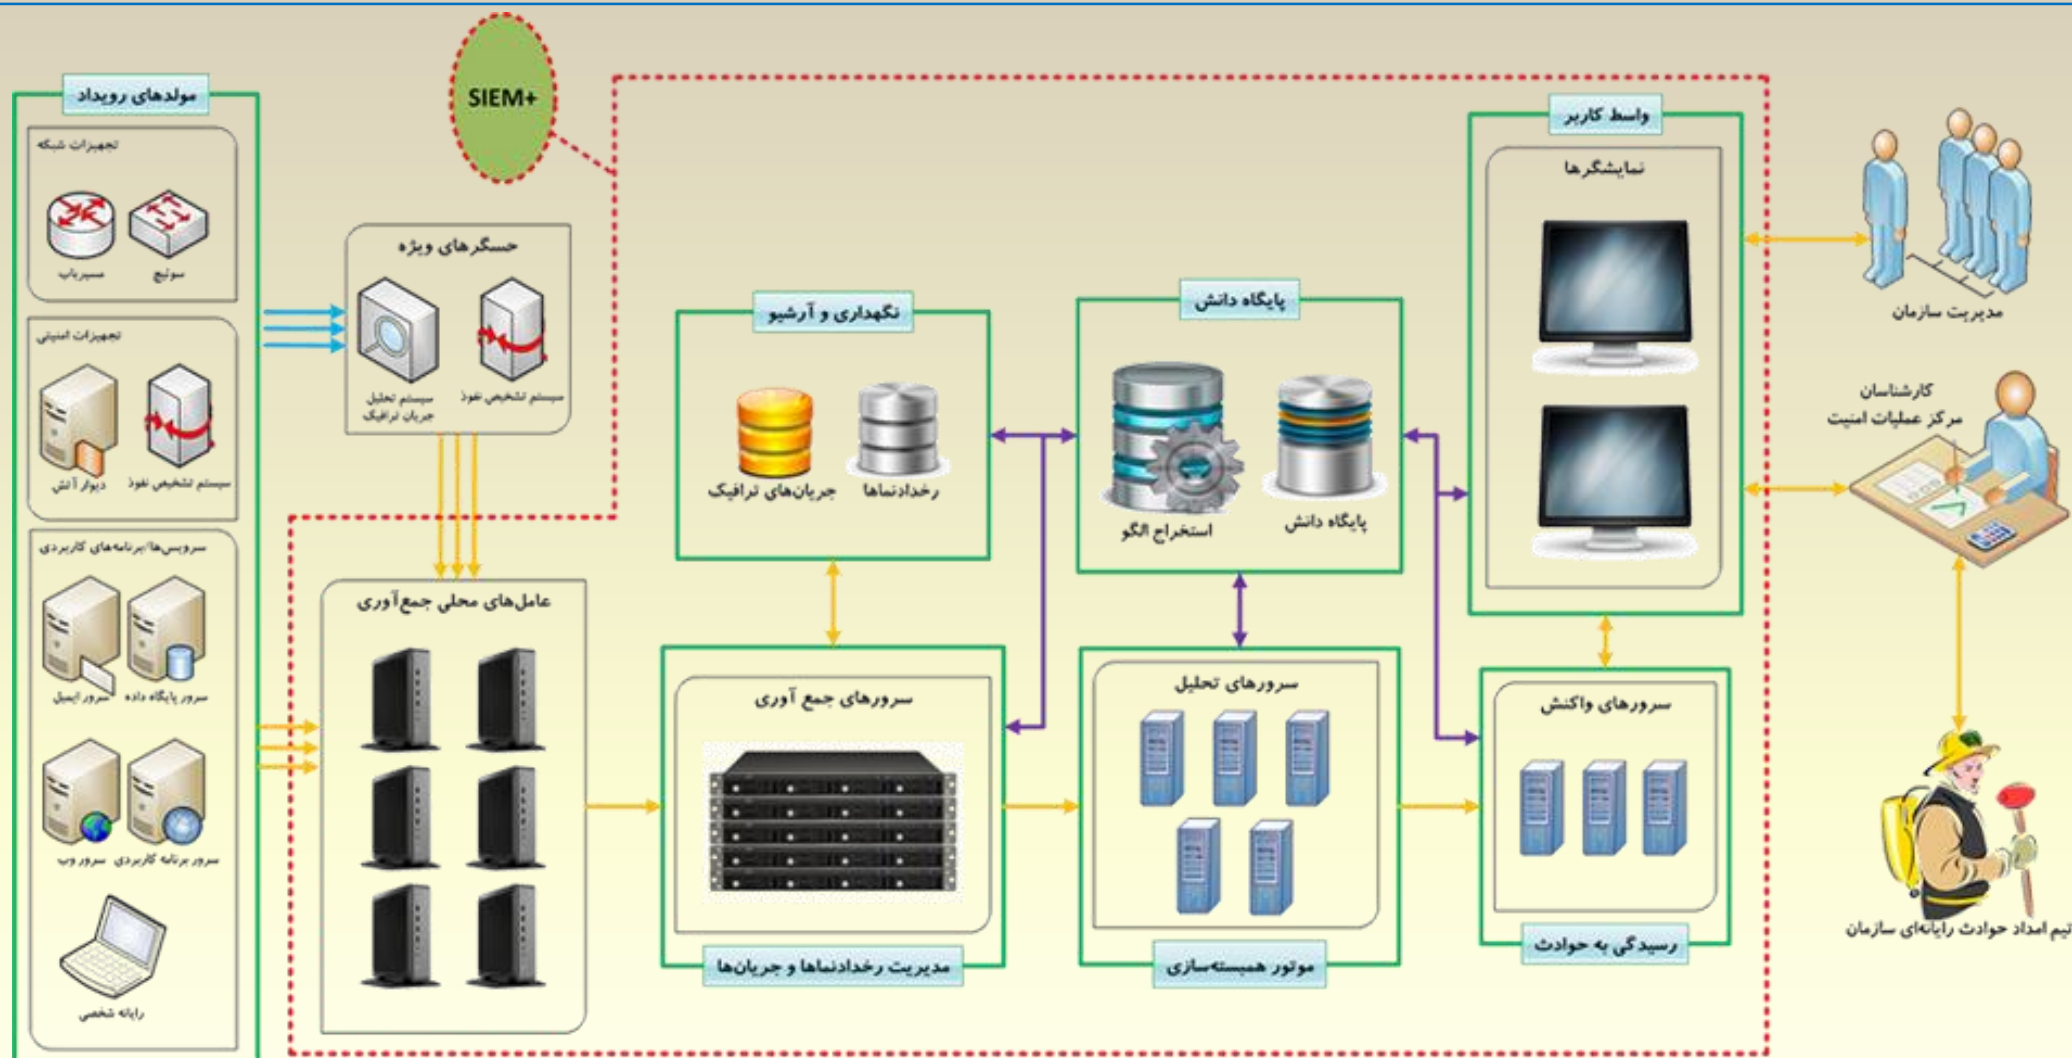 SIEM+
مولدهای رویداد
تجهیزات شبکه
مسیریاب
سوئیچ
تجهیزات امنیتی
دیوار آتش
سیستم تشخیص نفوذ
سرویس‌ها/برنامه‌های کاربردی
سرور ایمیل
سرور پایگاه داده
سرور وب
سرور برنامه کاربردی
رایانه شخصی
حسگرهای ویژه
سیستم تحلیل
جریان ترافیک
سیستم تشخیص نفوذ
عامل‌های محلی جمع‌آوری
نگهداری و آرشیو
جریان‌های ترافیک
رخدادنماها
سرورهای جمع آوری
مدیریت رخدادنماها و جریان‌ها
پایگاه دانش
استخراج الگو
پایگاه دانش
سرورهای تحلیل
موتور همبسته‌سازی
واسط کاربر
نمایشگرها
سرورهای واکنش
رسیدگی به حوادث
مدیریت سازمان
کارشناسان
مرکز عملیات امنیت
تیم امداد حوادث رایانه‌ای سازمان